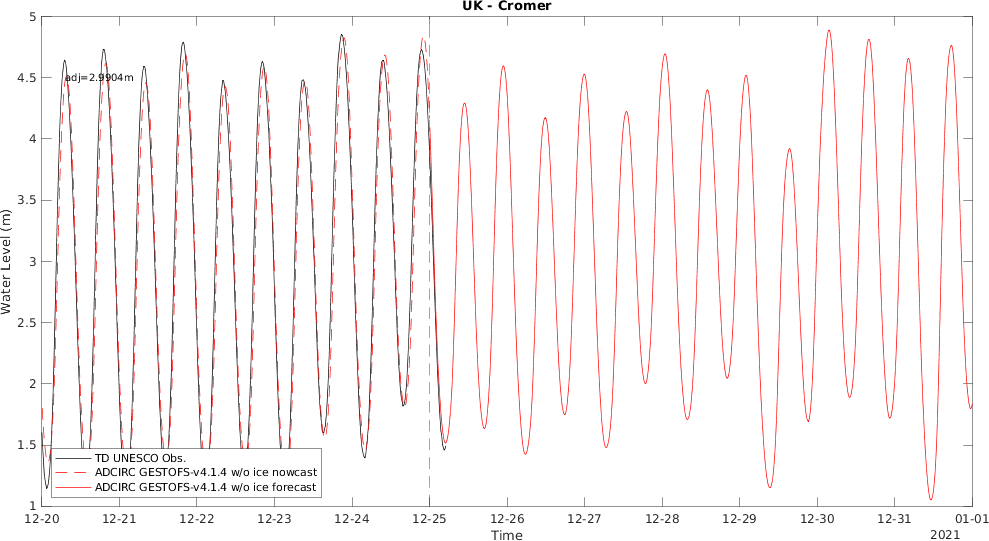 UK - Cromer
5
4.5
4
3.5
3
2.5
2
1.5
1
Water Level (m)
adj=2.9904m
TD UNESCO Obs.
ADCIRC GESTOFS-v4.1.4 w/o ice nowcast
ADCIRC GESTOFS-v4.1.4 w/o ice forecast
12-20 12-21 12-22 12-23 12-24 12-25 12-26 12-27 12-28 12-29 12-30 12-31 01-01
Time
2021